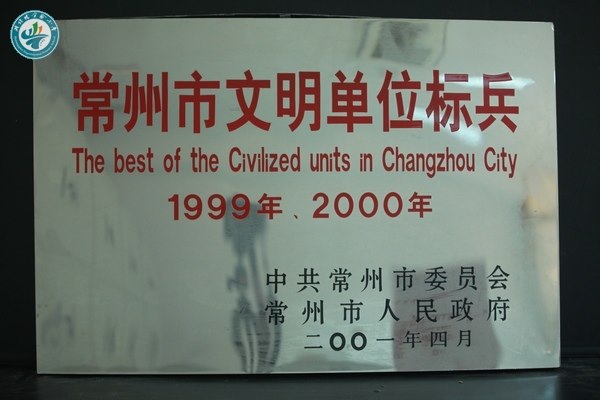 常州市文明单位标兵
The best of the Civilized units in Changzhou City
1999年、2000年
中共常州市委员会
常州市人民政府
二OO一年四月